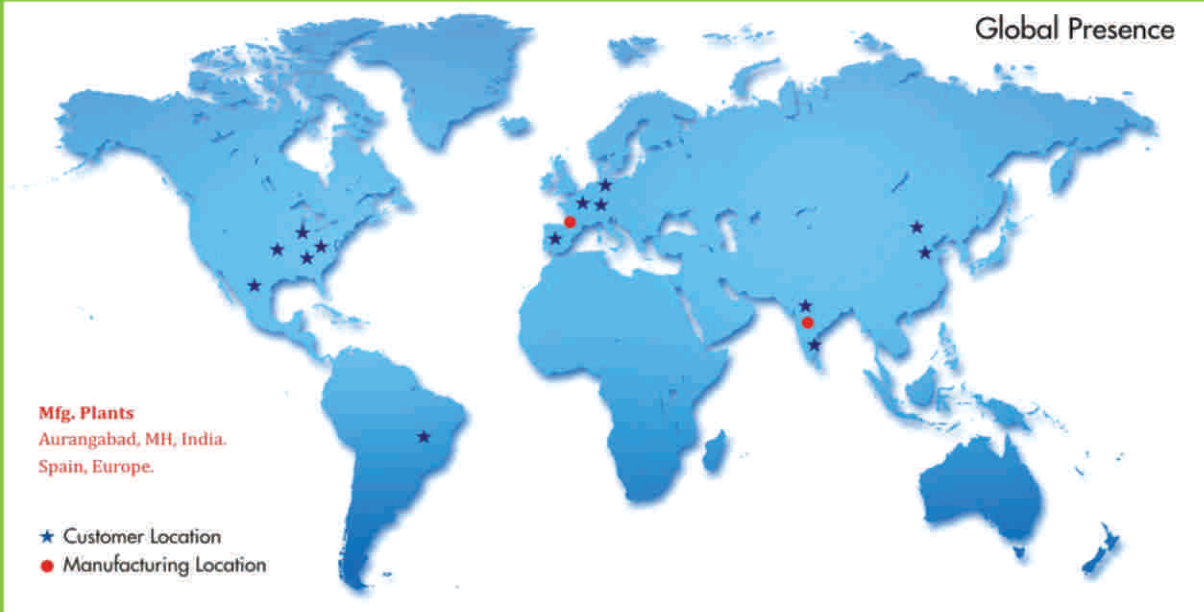 Global Presence
Mfg. Plants
Aurangabad, MH, India.
Spain, Europe.
Customer Location
Manufacturing Location